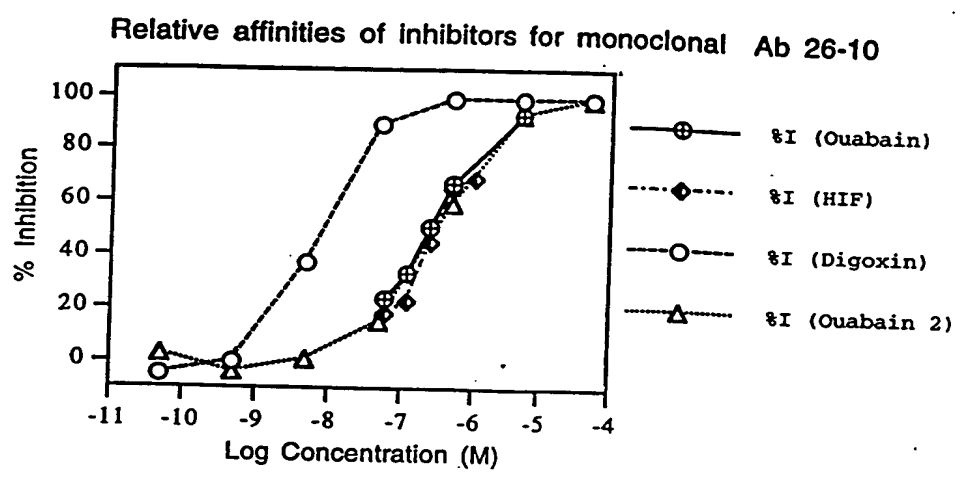 Relative affinities of inhibitors for monoclonal Ab 26-10
100
80
60
40
20
0
% Inhibition
-11 -10 -9 -8 -7 -6 -5 -4
Log Concentration (M)
%I (Ouabain)
%I (HIF)
%I (Digoxin)
%I (Ouabain 2)